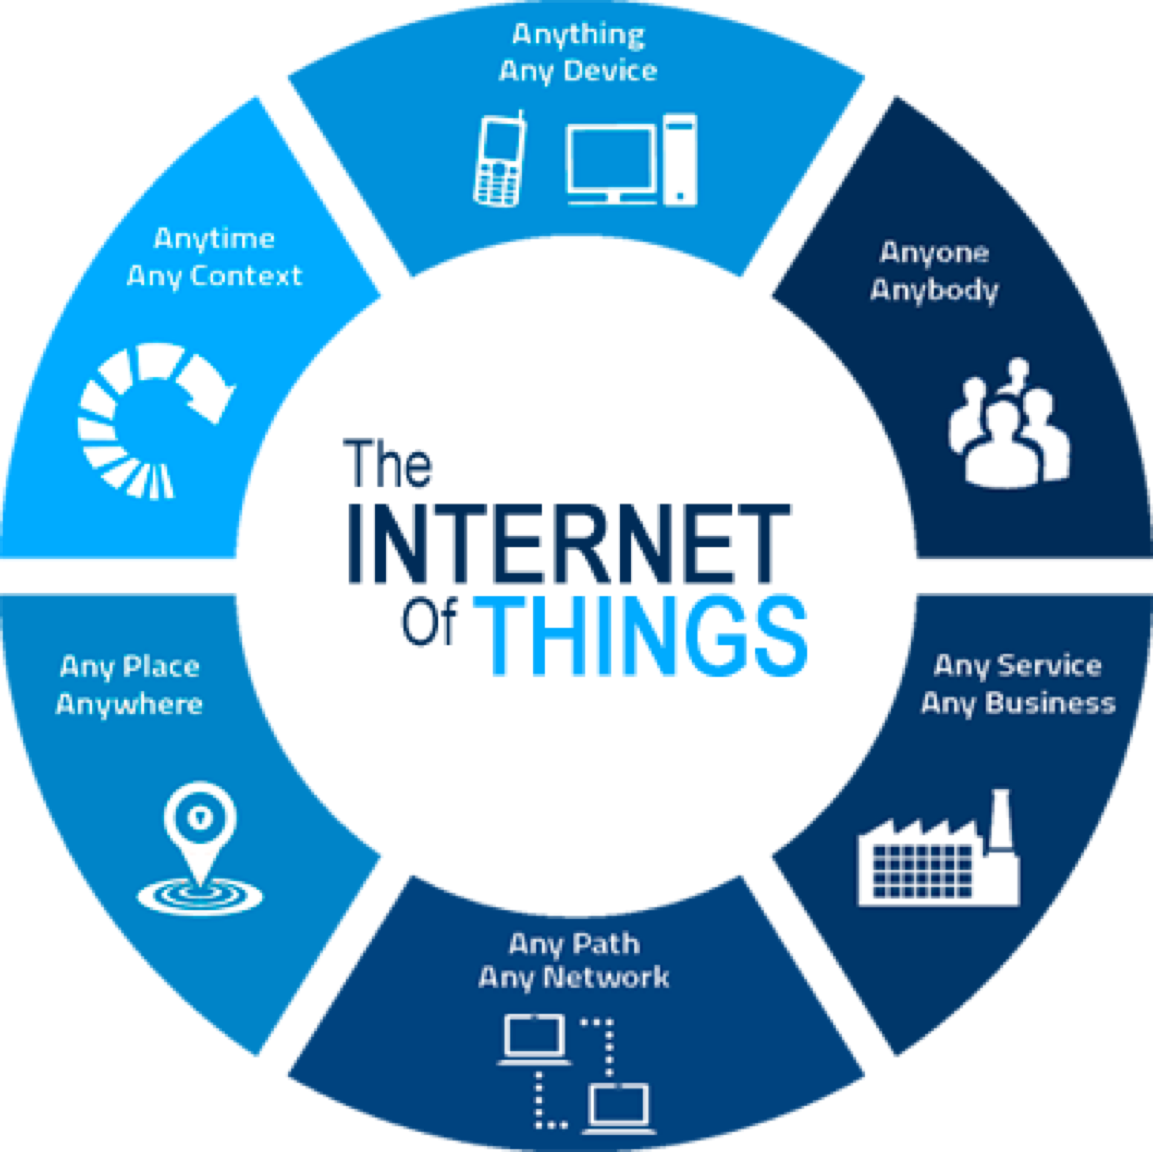 Anything
Any Device
Anyone
Anybody
Any Service
Any Business
Any Path
Any Network
Any Place
Anywhere
Anytime
Any Context
The
INTERNET
Of THINGS